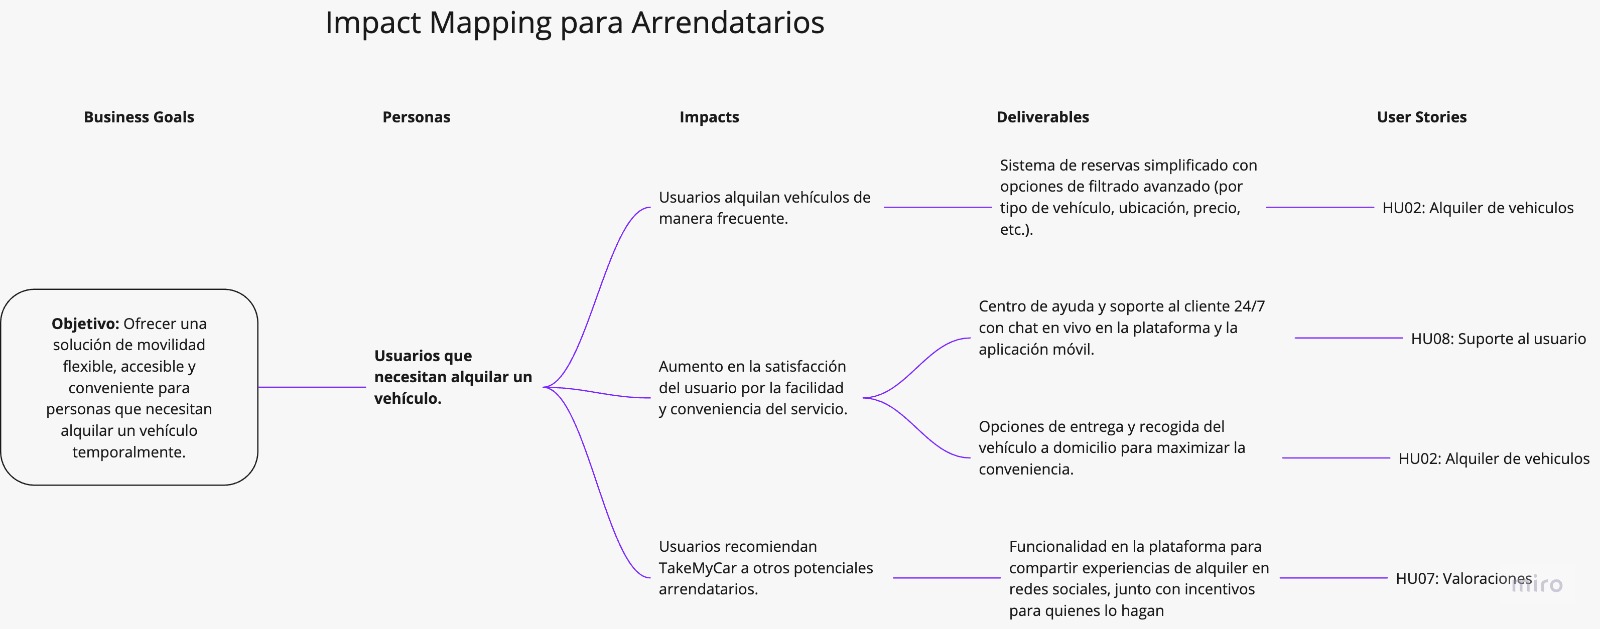 Impact Mapping para Arrendatarios
Business Goals
Personas
Impacts
Deliverables
User Stories
Objetivo: Ofrecer una
solución de movilidad
flexible, accesible y
conveniente para
personas que necesitan
alquilar un vehículo
temporalmente.
Usuarios que
necesitan alquilar un
vehículo.
Usuarios alquilan vehículos de
manera frecuente.
Sistema de reservas simplificado con
opciones de filtrado avanzado (por
tipo de vehículo, ubicación, precio,
etc.).
HU02: Alquiler de vehiculos
Aumento en la satisfacción
del usuario por la facilidad
y conveniencia del servicio.
Centro de ayuda y soporte al cliente 24/7
con chat en vivo en la plataforma y la
aplicación móvil.
HU08: Suporte al usuario
Opciones de entrega y recogida del
vehículo a domicilio para maximizar la
conveniencia.
HU02: Alquiler de vehiculos
Usuarios recomiendan
TakeMyCar a otros potenciales
arrendatarios.
Funcionalidad en la plataforma para
compartir experiencias de alquiler en
redes sociales, junto con incentivos
para quienes lo hagan
HU07: Valoraciones
miro